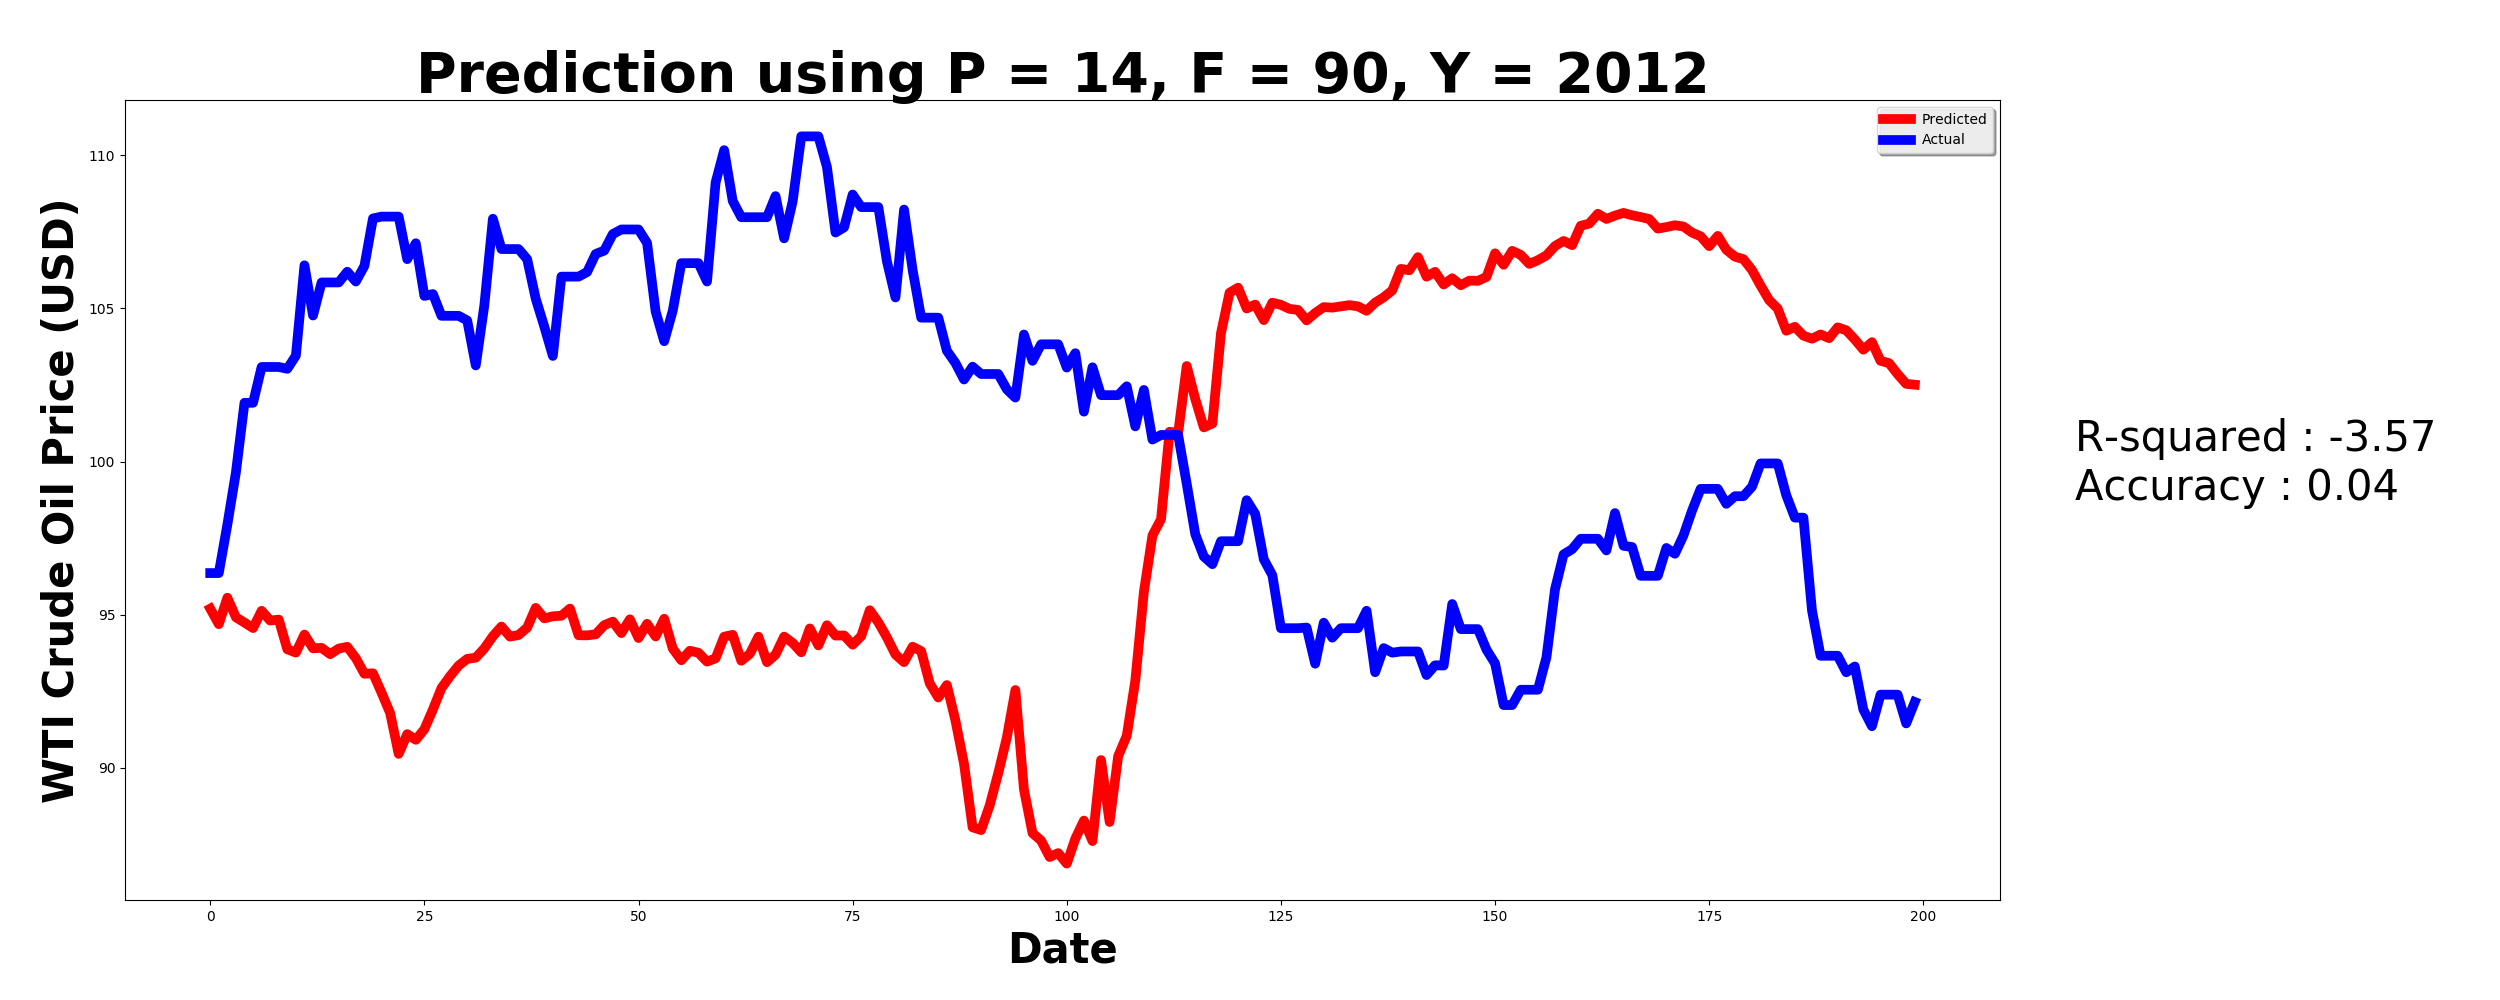 Prediction using P = 14, F = 90, Y = 2012
Predicted
Actual
WTI Crude Oil Price (USD)
110
105
100
95
90
0 25 50 75 100 125 150 175 200
Date
R-squared : -3.57
Accuracy : 0.04